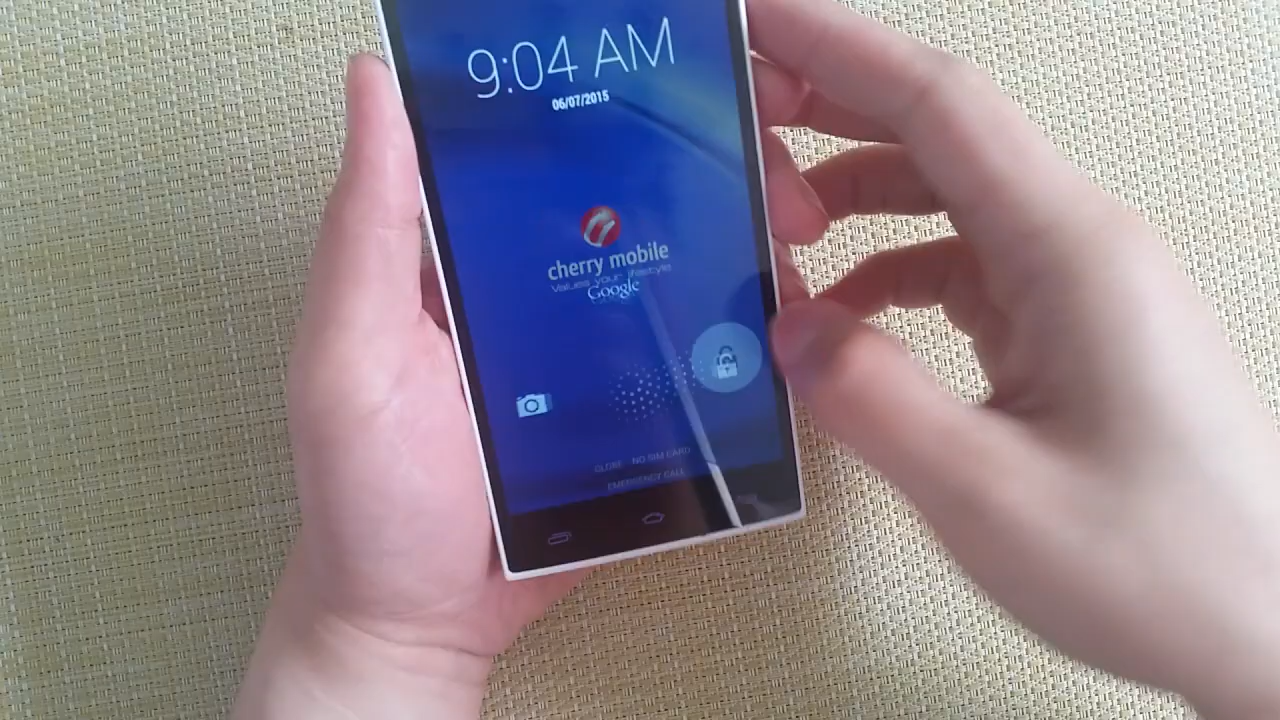 9:04 AM
06/07/2015
cherry mobile
Values your lifestyle
Google
GLOBE NO SIM CARD
EMERGENCY CALL